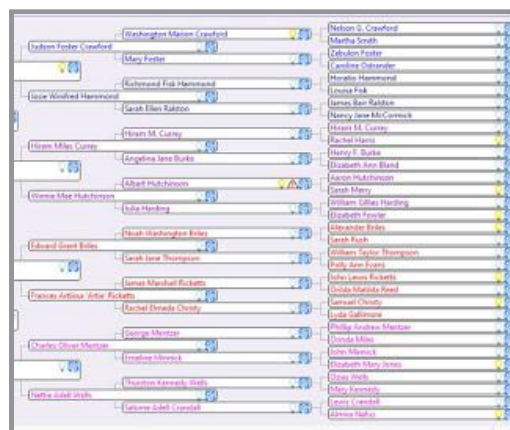 Judson Foster Crawford
Josie Winifred Hammond
Hiram Miles Currey
Winnie Mae Hutchinson
Edward Grant Briles
Frances Artiloa 'Artie' Ricketts
Charles Oliver Mentzer
Nettie Adell Wells
Washington Marion Crawford
Mary Foster
Richmond Fisk Hammond
Sarah Ellen Ralston
Hiram M. Currey
Angelina Jane Burke
Albert Hutchinson
Julia Harding
Noah Washington Briles
Sarah Jane Thompson
James Marshall Ricketts
Rachel Elmeda Christy
George Mentzer
Emeline Minnick
Thurston Kennedy Wells
Salome Adell Crandall
Nelson G. Crawford
Martha Smith
Zebulon Foster
Caroline Ostrander
Horatio Hammond
Louisa Fisk
James Bain Ralston
Nancy Jane McCormick
Hiram M. Currey
Rachel Harris
Henry F. Burke
Elizabeth Ann Bland
Aaron Hutchinson
Sarah Merry
William Gillies Harding
Elizabeth Fowler
Alexander Briles
Sarah Rush
William Taylor Thompson
Polly Ann Evans
John Lewis Ricketts
Orilda Matilda Reed
Samuel Christy
Lyda Gallimore
Phillip Andrew Mentzer
Dorinda Miles
John Minnick
Elizabeth Mary Jones
Ozias Wells
Mary Kennedy
Lewis Crandall
Almira Nafus